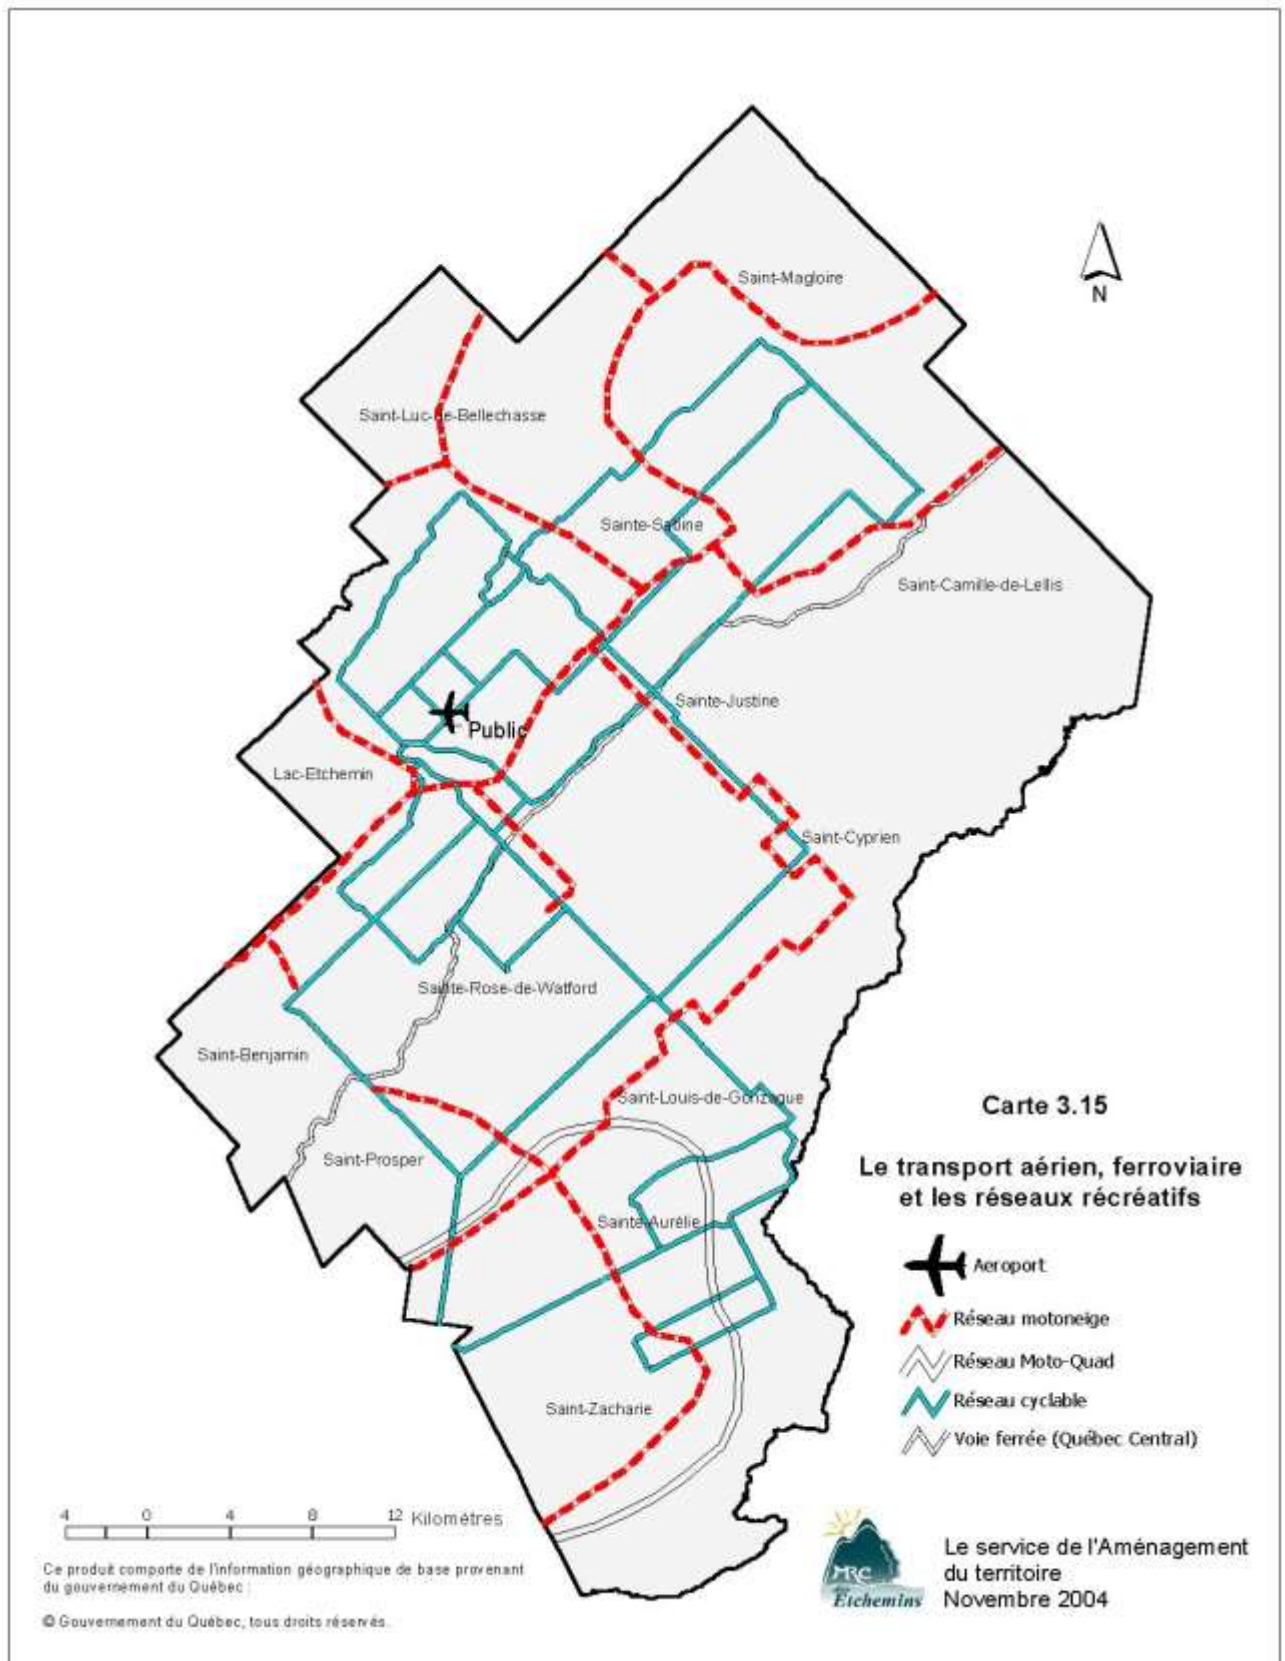 Saint-Magloire
N
Saint-Luc-de-Bellechasse
Sainte-Sabine
Saint-Camille-de-Lellis
Sainte-Justine
Public
Lac-Etchemin
Saint-Cyprien
Sainte-Rose-de-Watford
Saint-Benjamin
Saint-Louis-de-Gonzague
Saint-Prosper
Sainte-Aurélie
Saint-Zacharie
Carte 3.15
Le transport aérien, ferroviaire
et les réseaux récréatifs
Aeroport
Réseau motoneige
Réseau Moto-Quad
Réseau cyclable
Voie ferrée (Québec Central)
4 0 4 8 12 Kilométres
Ce produit comporte de l'information géographique de base provenant
du gouvernement du Québec :
© Gouvernement du Québec, tous droits réservés.
MRC
des
Etchemins
Le service de l'Aménagement
du territoire
Novembre 2004